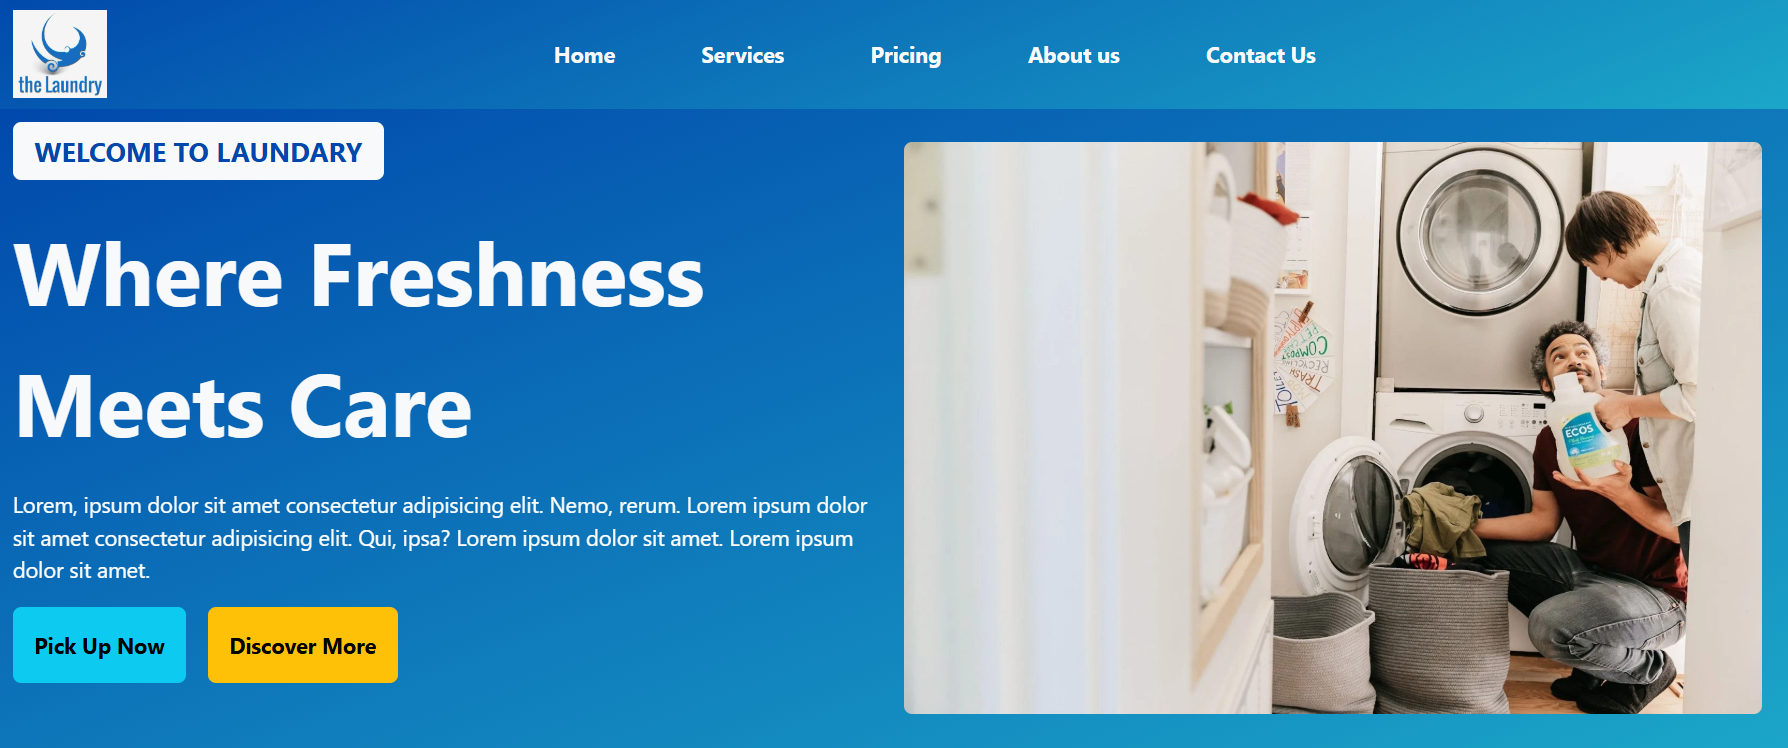 the Laundry
Home Services Pricing About us Contact Us
WELCOME TO LAUNDARY
Where Freshness
Meets Care
Lorem, ipsum dolor sit amet consectetur adipisicing elit. Nemo, rerum. Lorem ipsum dolor
sit amet consectetur adipisicing elit. Qui, ipsa? Lorem ipsum dolor sit amet. Lorem ipsum
dolor sit amet.
Pick Up Now
Discover More
COMPOST
RECYCLING
TRASH
TOILET
ECOS